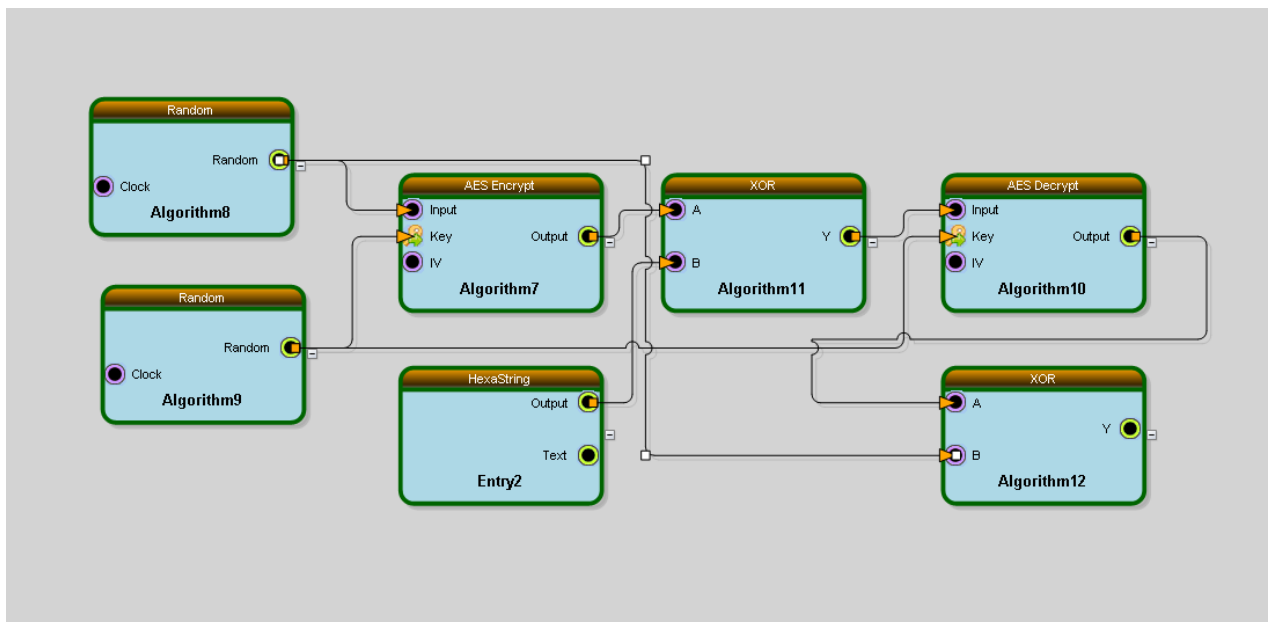 Random
Random
Clock
Algorithm8
AES Encrypt
Input
Key
Output
IV
Algorithm7
XOR
A
Y
B
Algorithm11
AES Decrypt
Input
Key
Output
IV
Algorithm10
Random
Random
Clock
Algorithm9
HexaString
Output
Text
Entry2
XOR
A
Y
B
Algorithm12